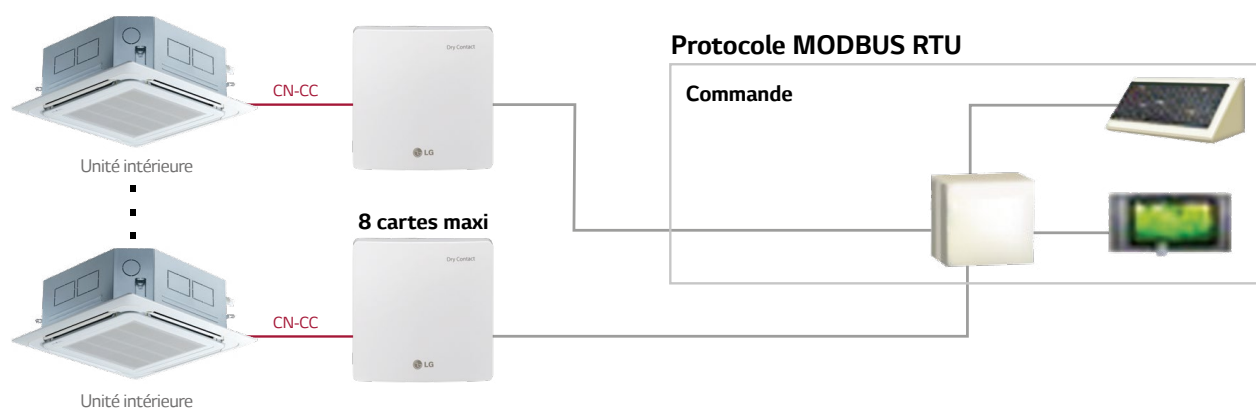 Protocole MODBUS RTU
Commande
Dry Contact
CN-CC
LG
Unité intérieure
8 cartes maxi
Dry Contact
CN-CC
LG
Unité intérieure